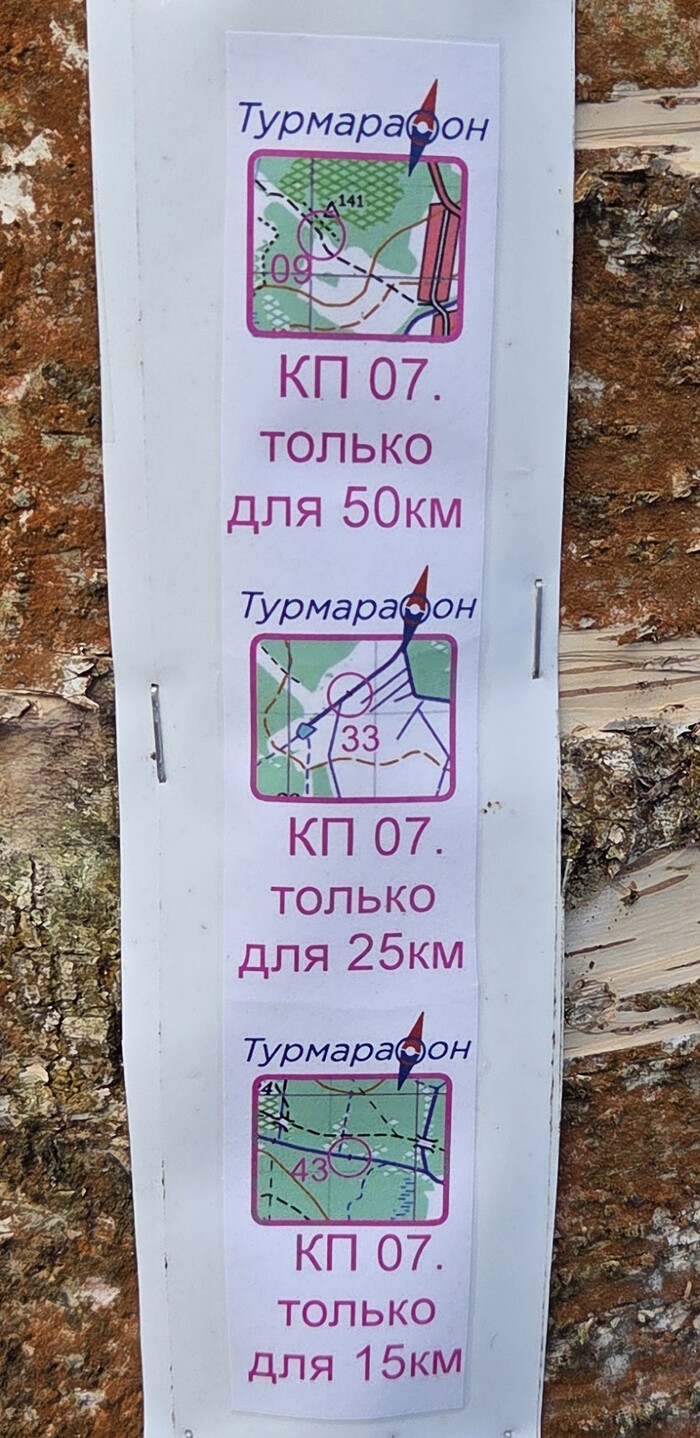 Турмарафон
141
09
КП 07.
только
для 50км
Турмарафон
33
КП 07.
только
для 25км
Турмарафон
43
КП 07.
только
для 15км